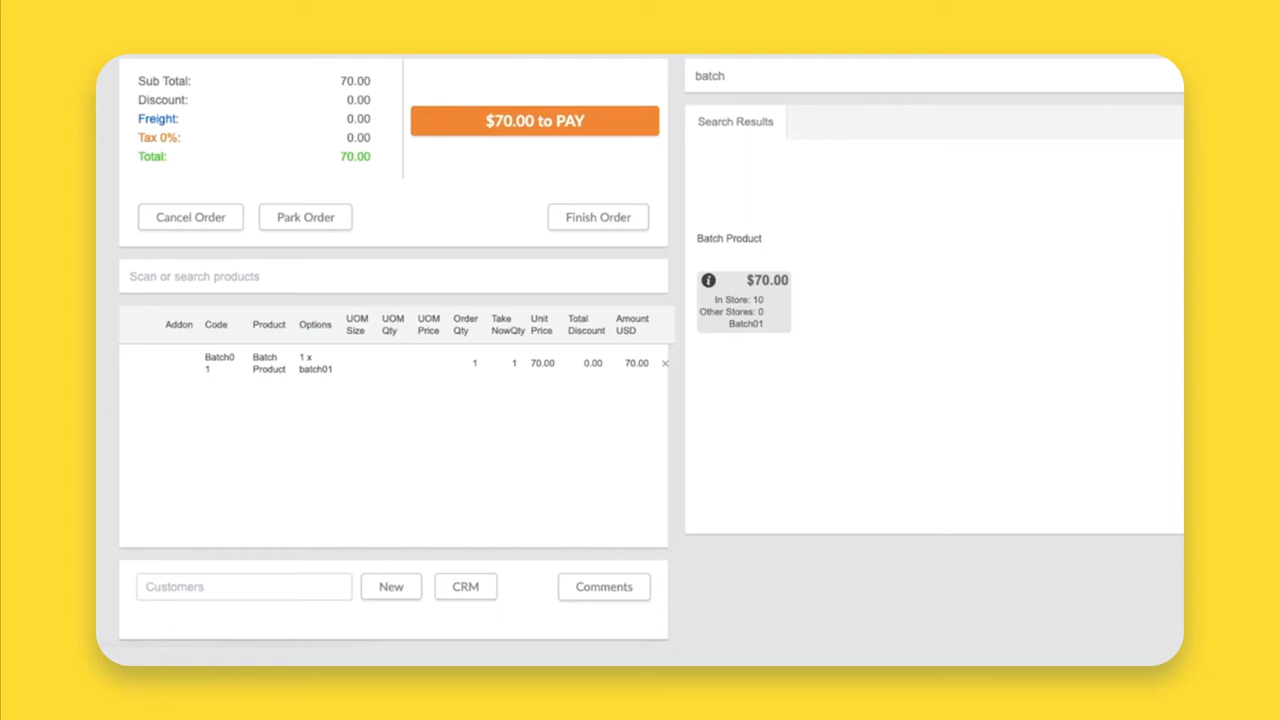 Sub Total: 70.00
Discount: 0.00
Freight: 0.00
Tax 0%: 0.00
Total: 70.00
$70.00 to PAY
Cancel Order
Park Order
Finish Order
Scan or search products
Addon Code Product Options UOM Size UOM Qty UOM Price Order Qty Take NowQty Unit Price Total Discount Amount USD
Batch0 Batch 1 x
1 1 70.00 0.00 70.00 ×
1 Product batch01
Customers
New
CRM
Comments
batch
Search Results
Batch Product
$70.00
In Store: 10
Other Stores: 0
Batch01